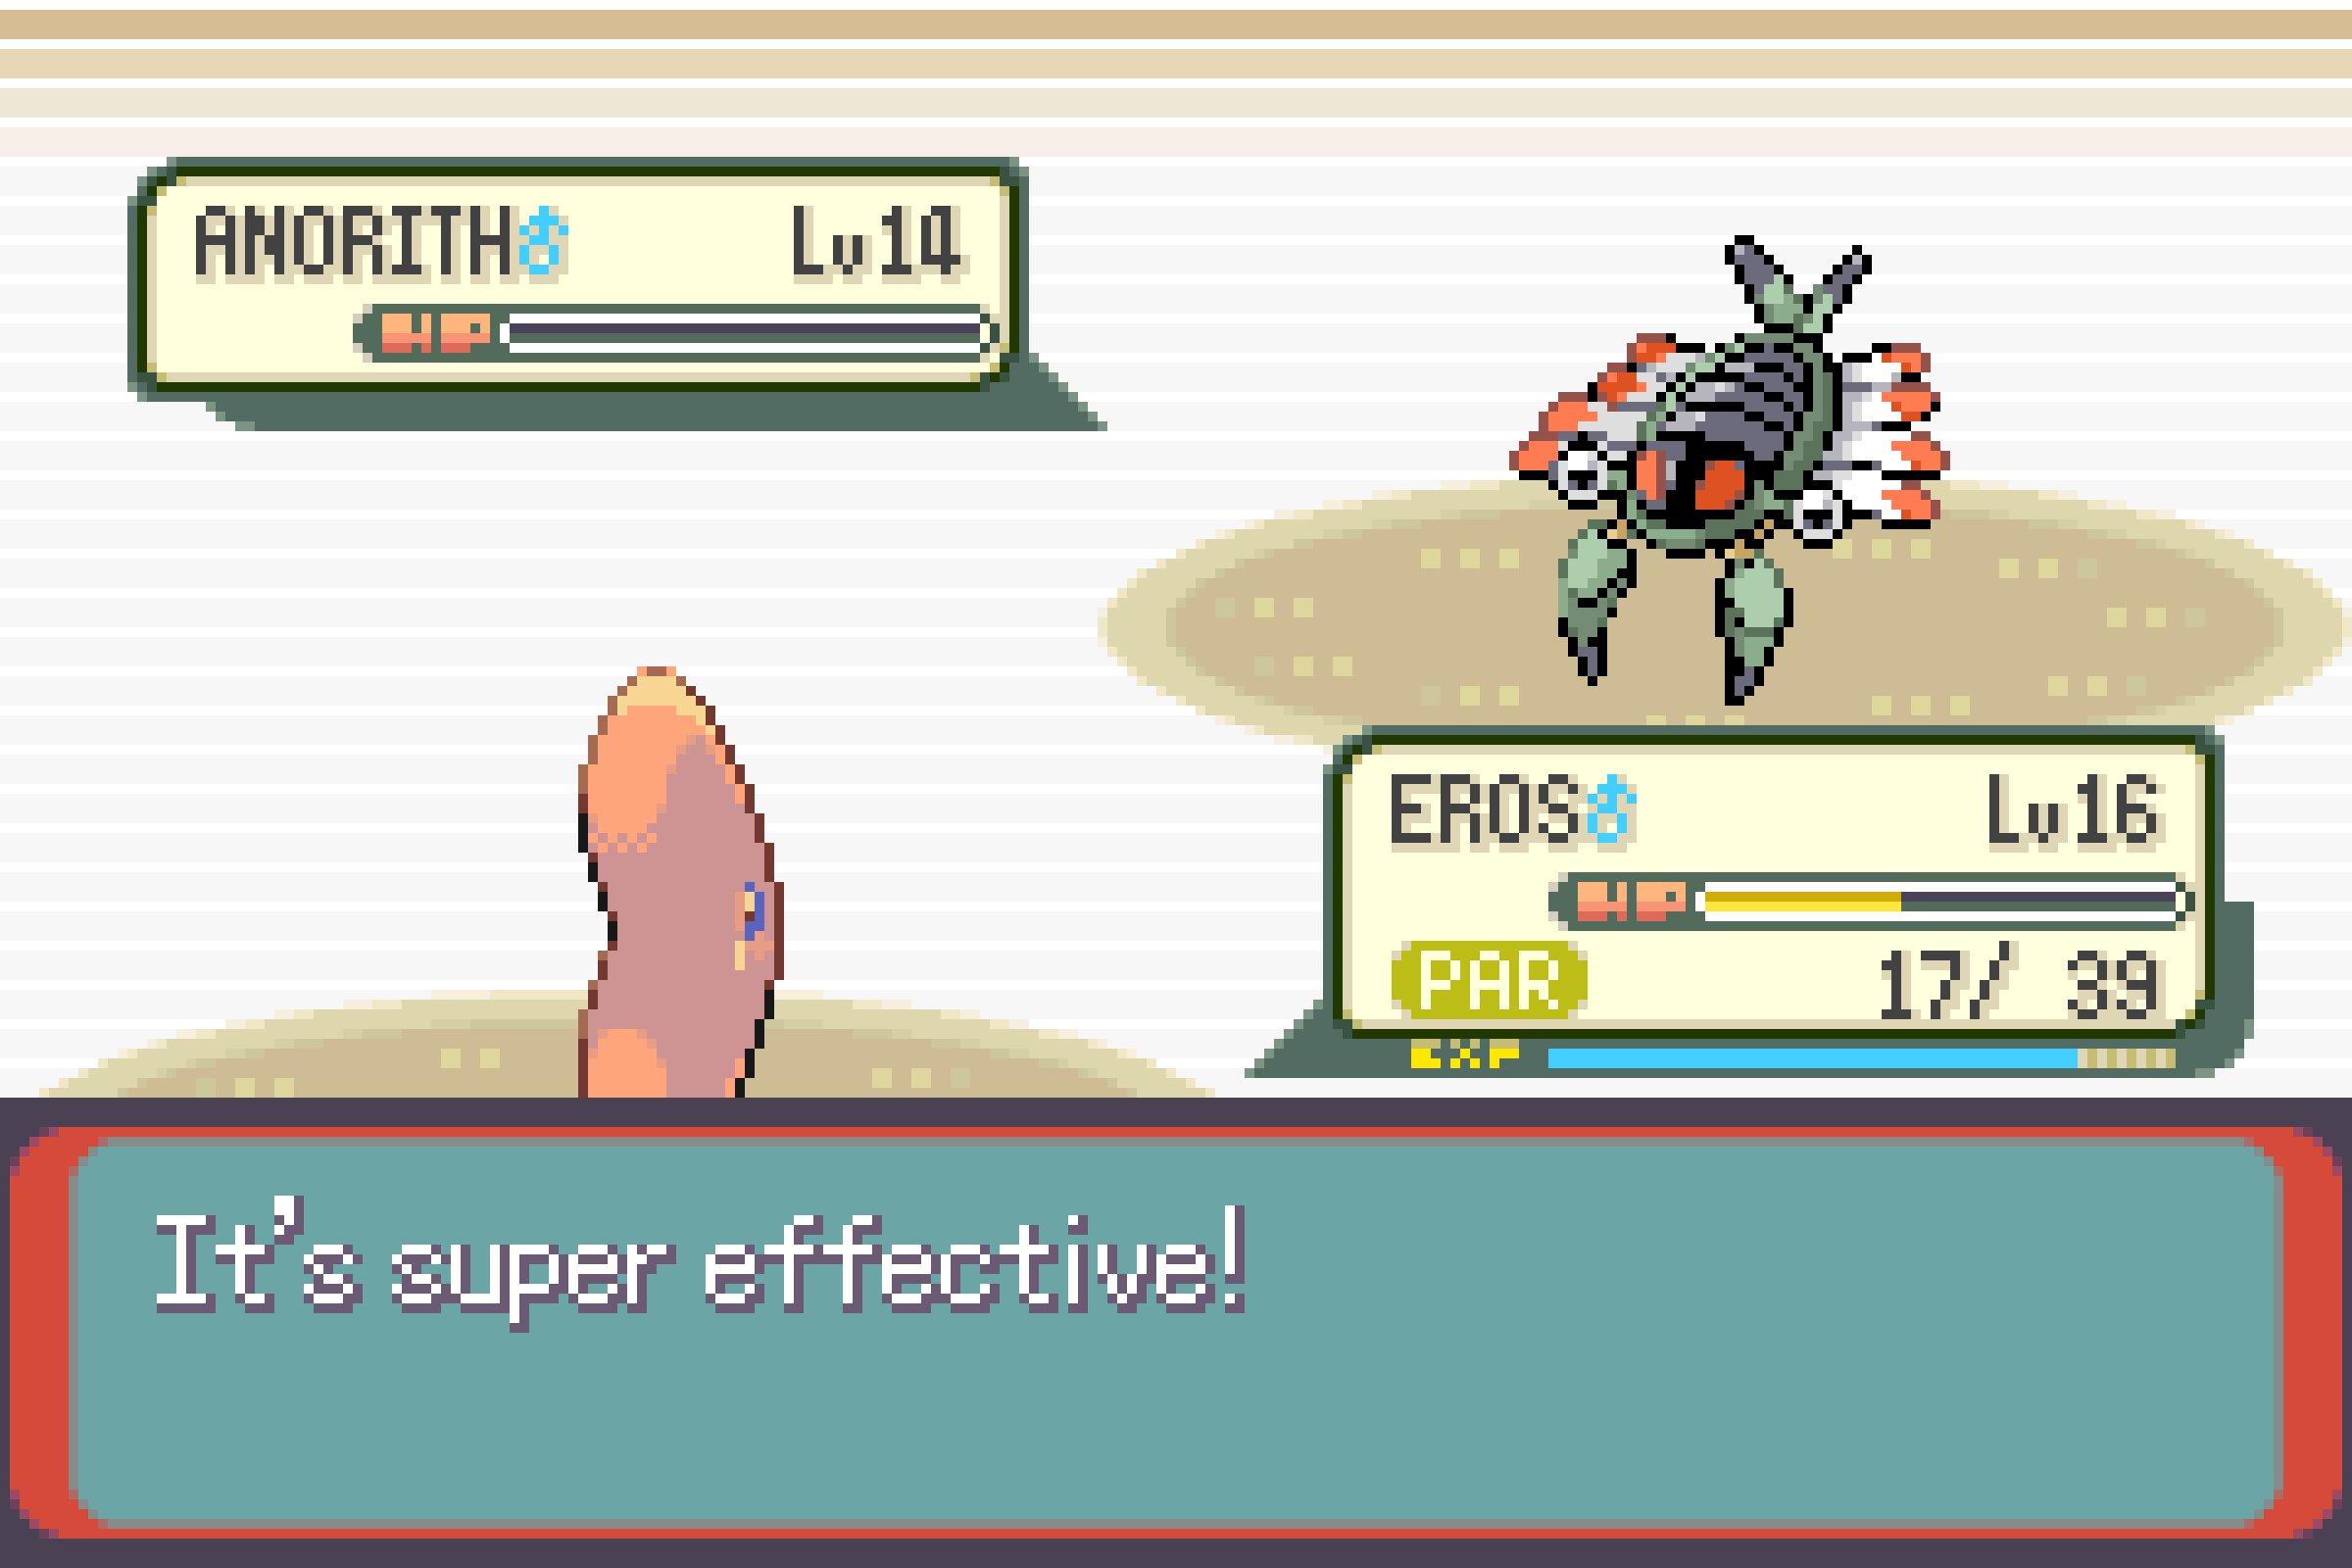 ANORITH♂ Lv14
HP
EROS♂ Lv16
HP
PAR 17/ 39
EXP
It's super effective!